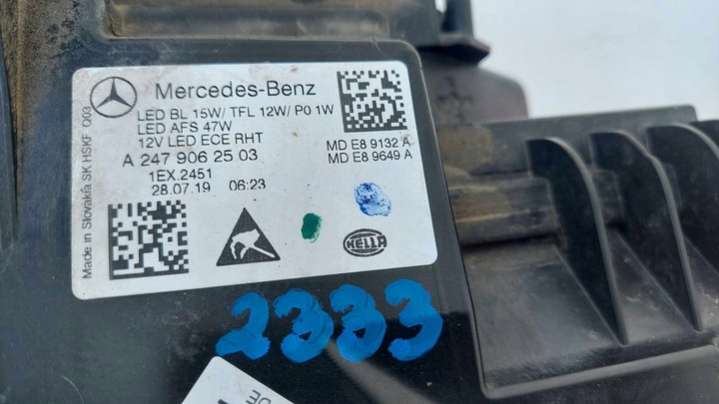 Mercedes-Benz
LED BL 15W/ TFL 12W/ PO 1W
LED AFS 47W
12V LED ECE RHT
A 247 906 25 03
1EX.2451
28.07.19 06:23
MD E8 9132 A
MD E8 9649 A
Made in Slovakia SK HSKF O03
HELLA
2333